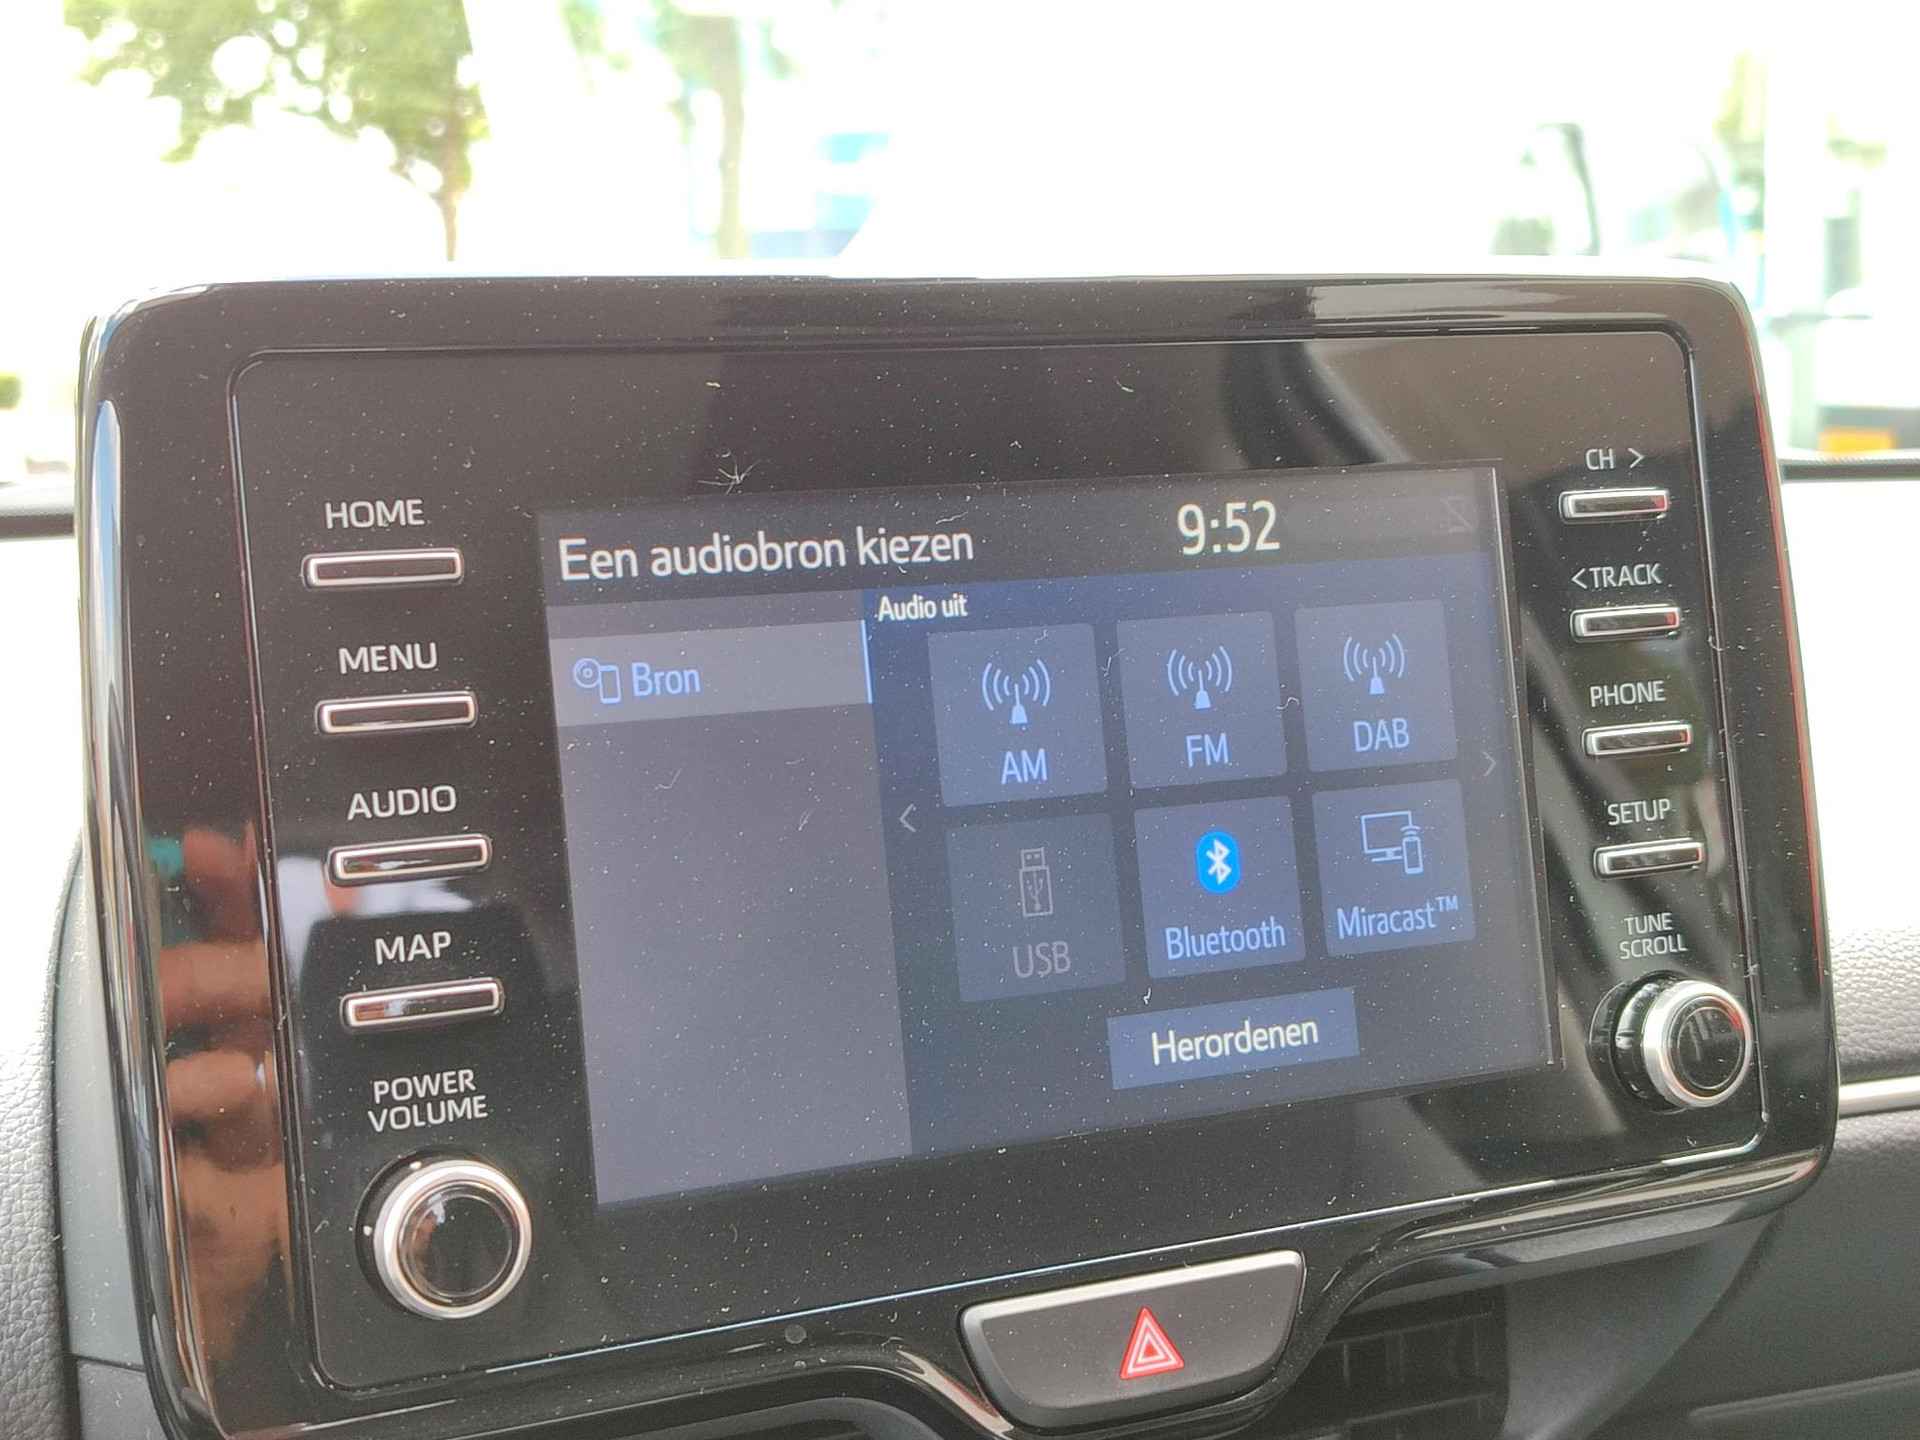 HOME
MENU
AUDIO
MAP
POWER
VOLUME
Een audiobron kiezen
9:52
Bron
Audio uit
AM
FM
DAB
USB
Bluetooth
Miracast™
Herordenen
CH >
< TRACK
PHONE
SETUP
TUNE
SCROLL